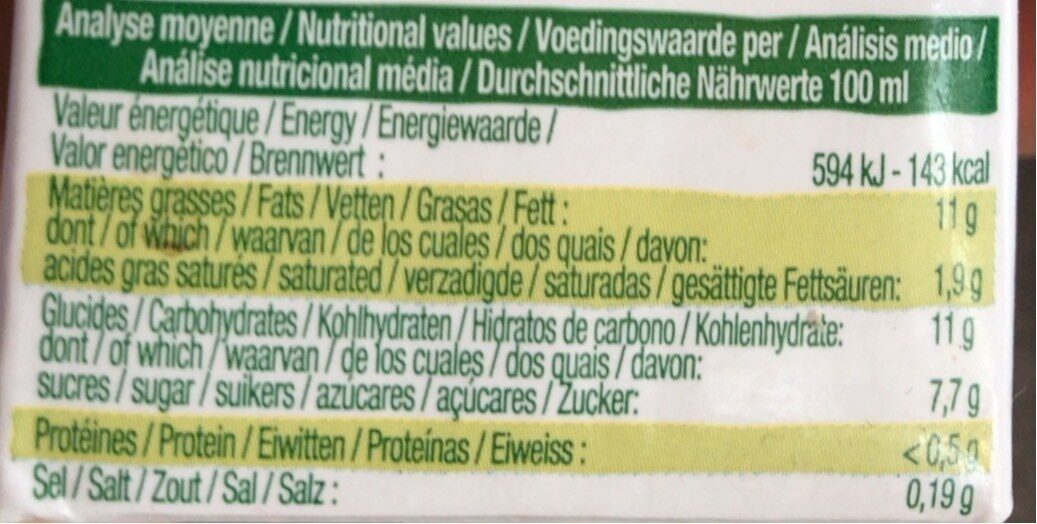 Analyse moyenne / Nutritional values / Voedingswaarde per / Análisis medio /
Análise nutricional média / Durchschnittliche Nährwerte 100 ml
Valeur énergétique / Energy / Energiewaarde /
Valor energético / Brennwert : 594 kJ - 143 kcal
Matières grasses / Fats / Vetten / Grasas / Fett : 11 g
dont / of which / waarvan / de los cuales / dos quais / davon:
acides gras saturés / saturated / verzadigde / saturadas / gesättigte Fettsäuren: 1,9 g
Glucides / Carbohydrates / Kohlhydraten / Hidratos de carbono / Kohlenhydrate: 11 g
dont / of which / waarvan / de los cuales / dos quais / davon:
sucres / sugar / suikers / azúcares / açúcares / Zucker: 7,7 g
Protéines / Protein / Eiwitten / Proteínas / Eiweiss : < 0,5 g
Sel / Salt / Zout / Sal / Salz : 0,19 g